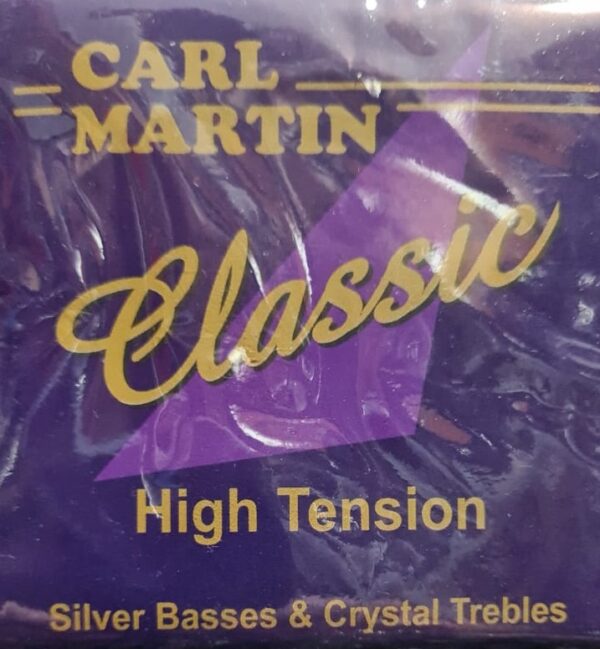 CARL
MARTIN
Classic
High Tension
Silver Basses & Crystal Trebles